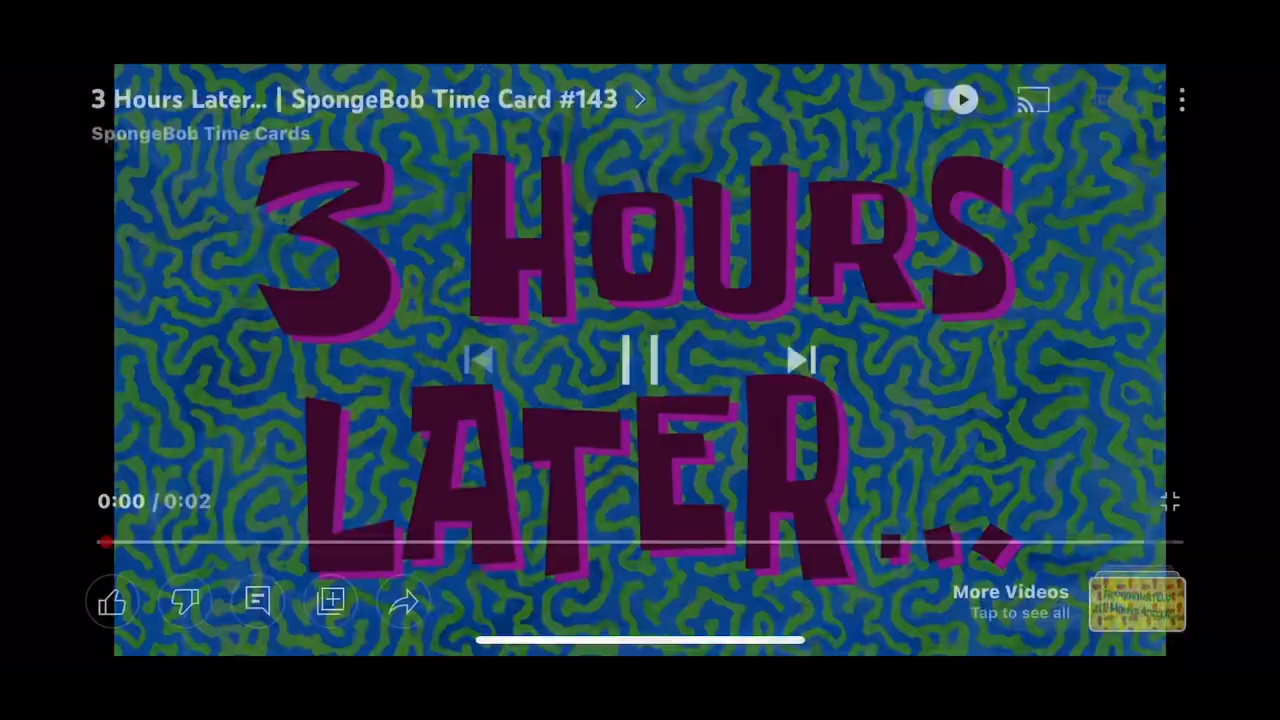 3 Hours Later... | SpongeBob Time Card #143
SpongeBob Time Cards
3 HOURS
LATER...
0:00 / 0:02
More Videos
Tap to see all